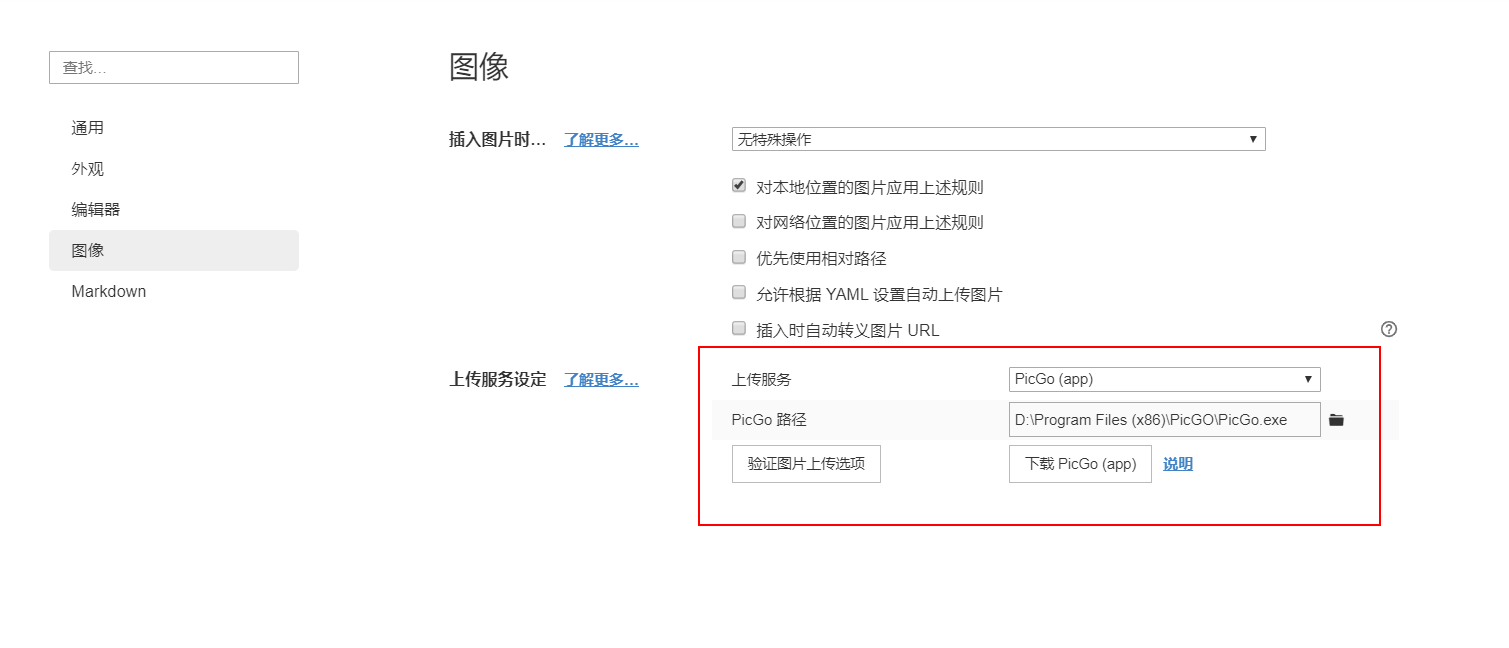 查找...
通用
外观
编辑器
图像
Markdown
图像
插入图片时... 了解更多... 无特殊操作
对本地位置的图片应用上述规则
对网络位置的图片应用上述规则
优先使用相对路径
允许根据 YAML 设置自动上传图片
插入时自动转义图片 URL
上传服务设定 了解更多... 上传服务 PicGo (app)
PicGo 路径 D:\Program Files (x86)\PicGO\PicGo.exe
验证图片上传选项 下载 PicGo (app) 说明